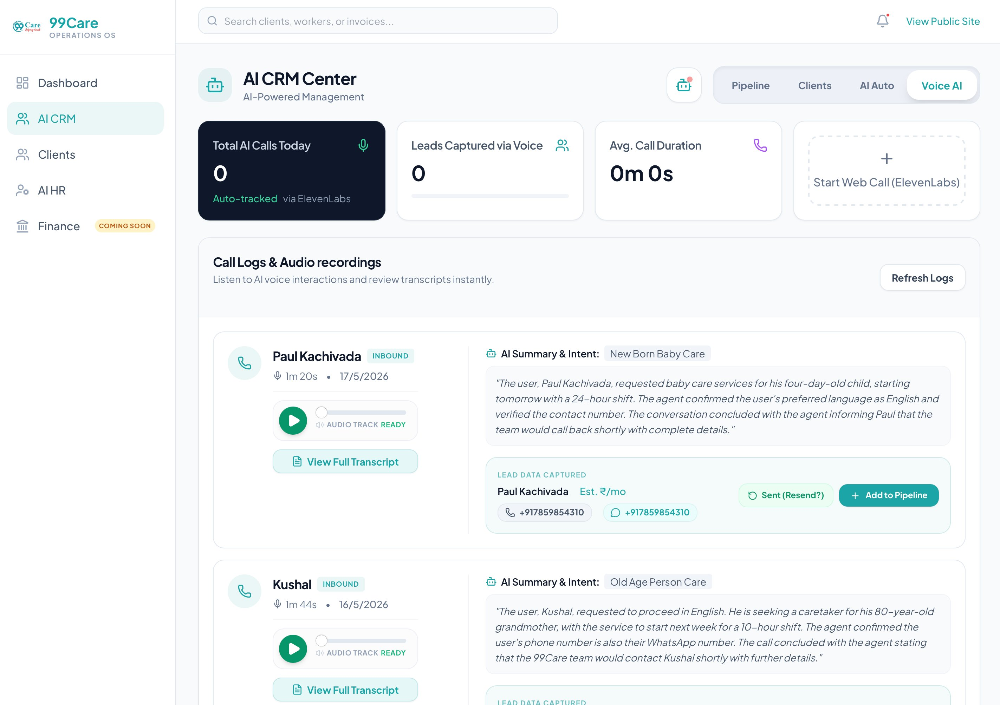 99 Care
Helping hands
99Care
OPERATIONS OS
Search clients, workers, or invoices...
View Public Site
Dashboard
AI CRM
Clients
AI HR
Finance COMING SOON
AI CRM Center
AI-Powered Management
Pipeline Clients AI Auto Voice AI
Total AI Calls Today
0
Auto-tracked via ElevenLabs
Leads Captured via Voice
0
Avg. Call Duration
0m 0s
+
Start Web Call (ElevenLabs)
Call Logs & Audio recordings
Listen to AI voice interactions and review transcripts instantly.
Refresh Logs
Paul Kachivada INBOUND
1m 20s • 17/5/2026
AUDIO TRACK READY
View Full Transcript
AI Summary & Intent: New Born Baby Care
"The user, Paul Kachivada, requested baby care services for his four-day-old child, starting
tomorrow with a 24-hour shift. The agent confirmed the user's preferred language as English and
verified the contact number. The conversation concluded with the agent informing Paul that the
team would call back shortly with complete details."
LEAD DATA CAPTURED
Paul Kachivada Est. ₹/mo
+917859854310 +917859854310
Sent (Resend?) + Add to Pipeline
Kushal INBOUND
1m 44s • 16/5/2026
AUDIO TRACK READY
View Full Transcript
AI Summary & Intent: Old Age Person Care
"The user, Kushal, requested to proceed in English. He is seeking a caretaker for his 80-year-old
grandmother, with the service to start next week for a 10-hour shift. The agent confirmed the
user's phone number is also their WhatsApp number. The call concluded with the agent stating
that the 99Care team would contact Kushal shortly with further details."
LEAD DATA CAPTURED